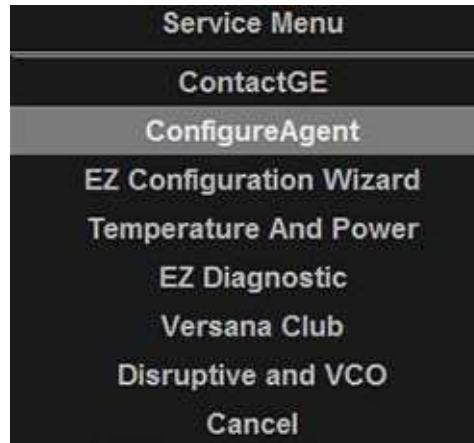 Service Menu
ContactGE
ConfigureAgent
EZ Configuration Wizard
Temperature And Power
EZ Diagnostic
Versana Club
Disruptive and VCO
Cancel